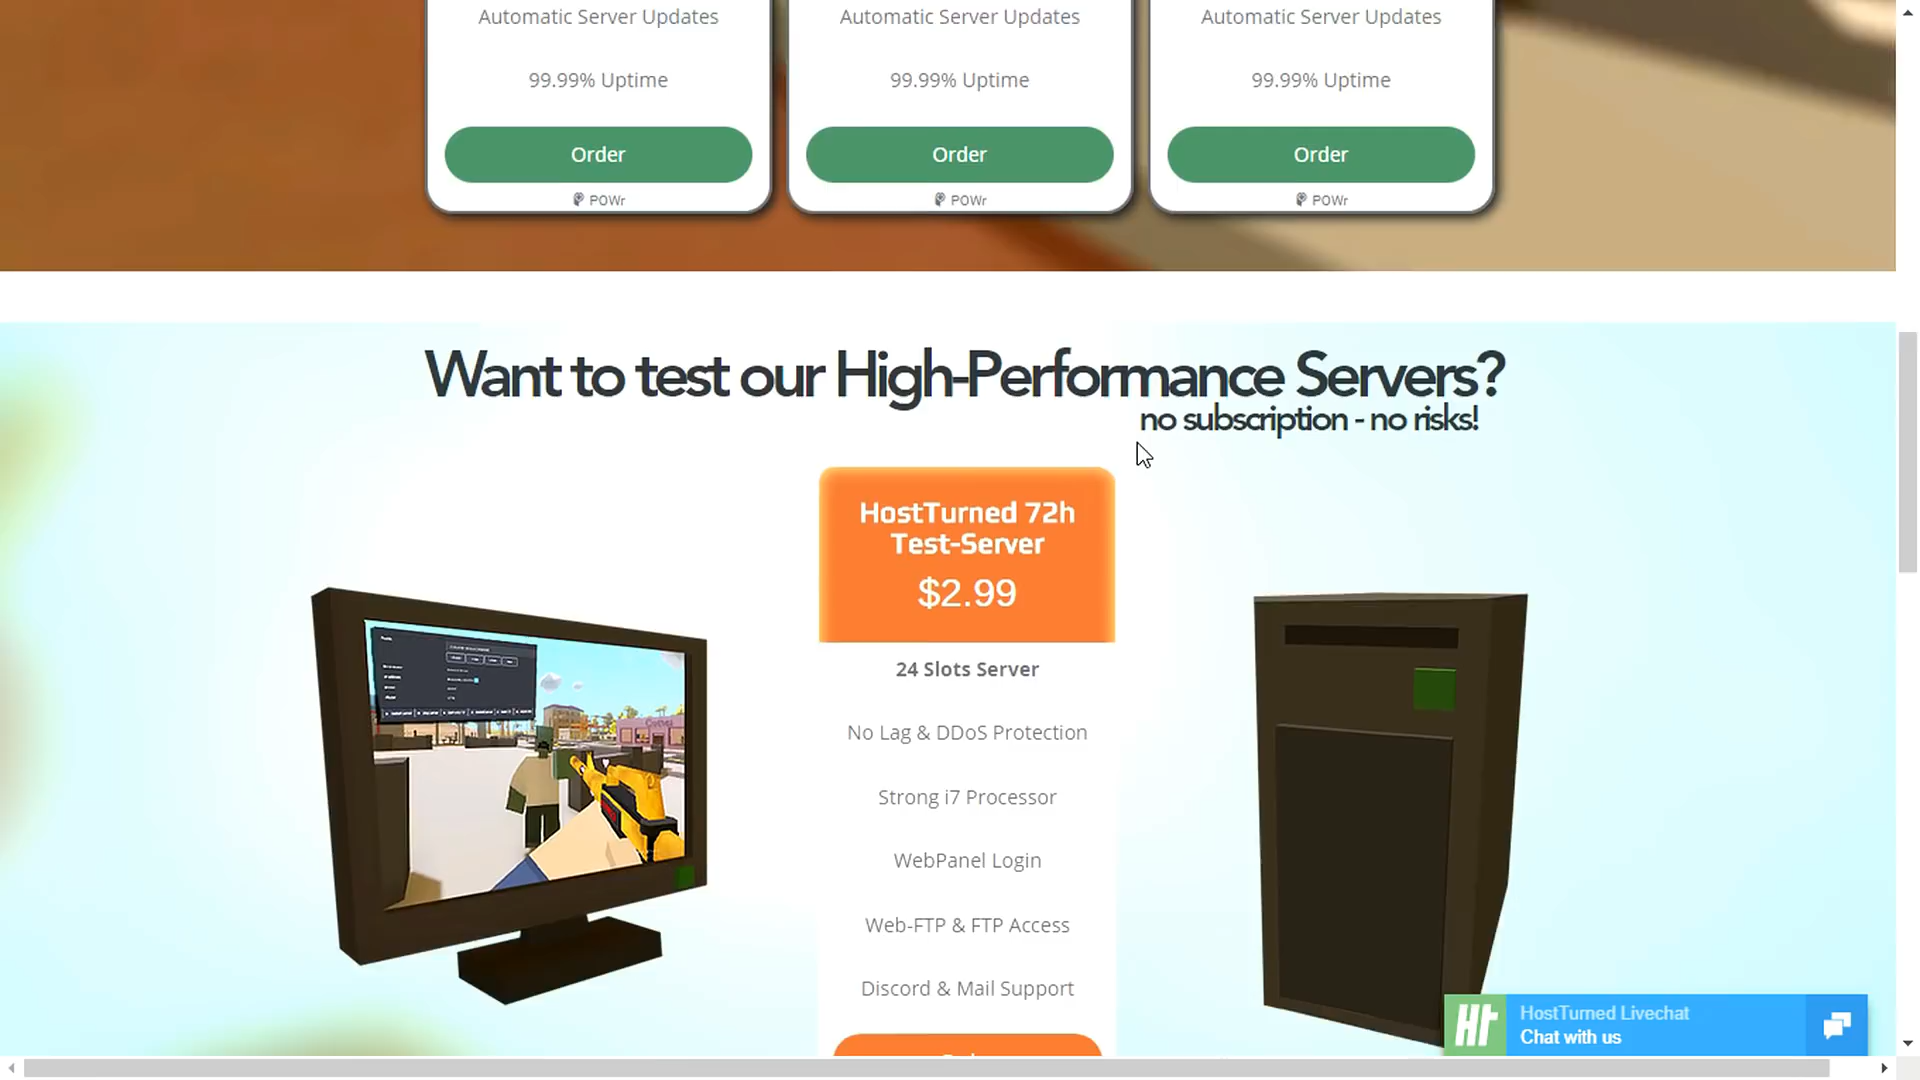 Automatic Server Updates Automatic Server Updates Automatic Server Updates
99.99% Uptime 99.99% Uptime 99.99% Uptime
Order Order Order
POWr POWr POWr
Want to test our High-Performance Servers?
no subscription - no risks!
HostTurned 72h
Test-Server
$2.99
24 Slots Server
No Lag & DDoS Protection
Strong i7 Processor
WebPanel Login
Web-FTP & FTP Access
Discord & Mail Support
Ht
HostTurned Livechat
Chat with us